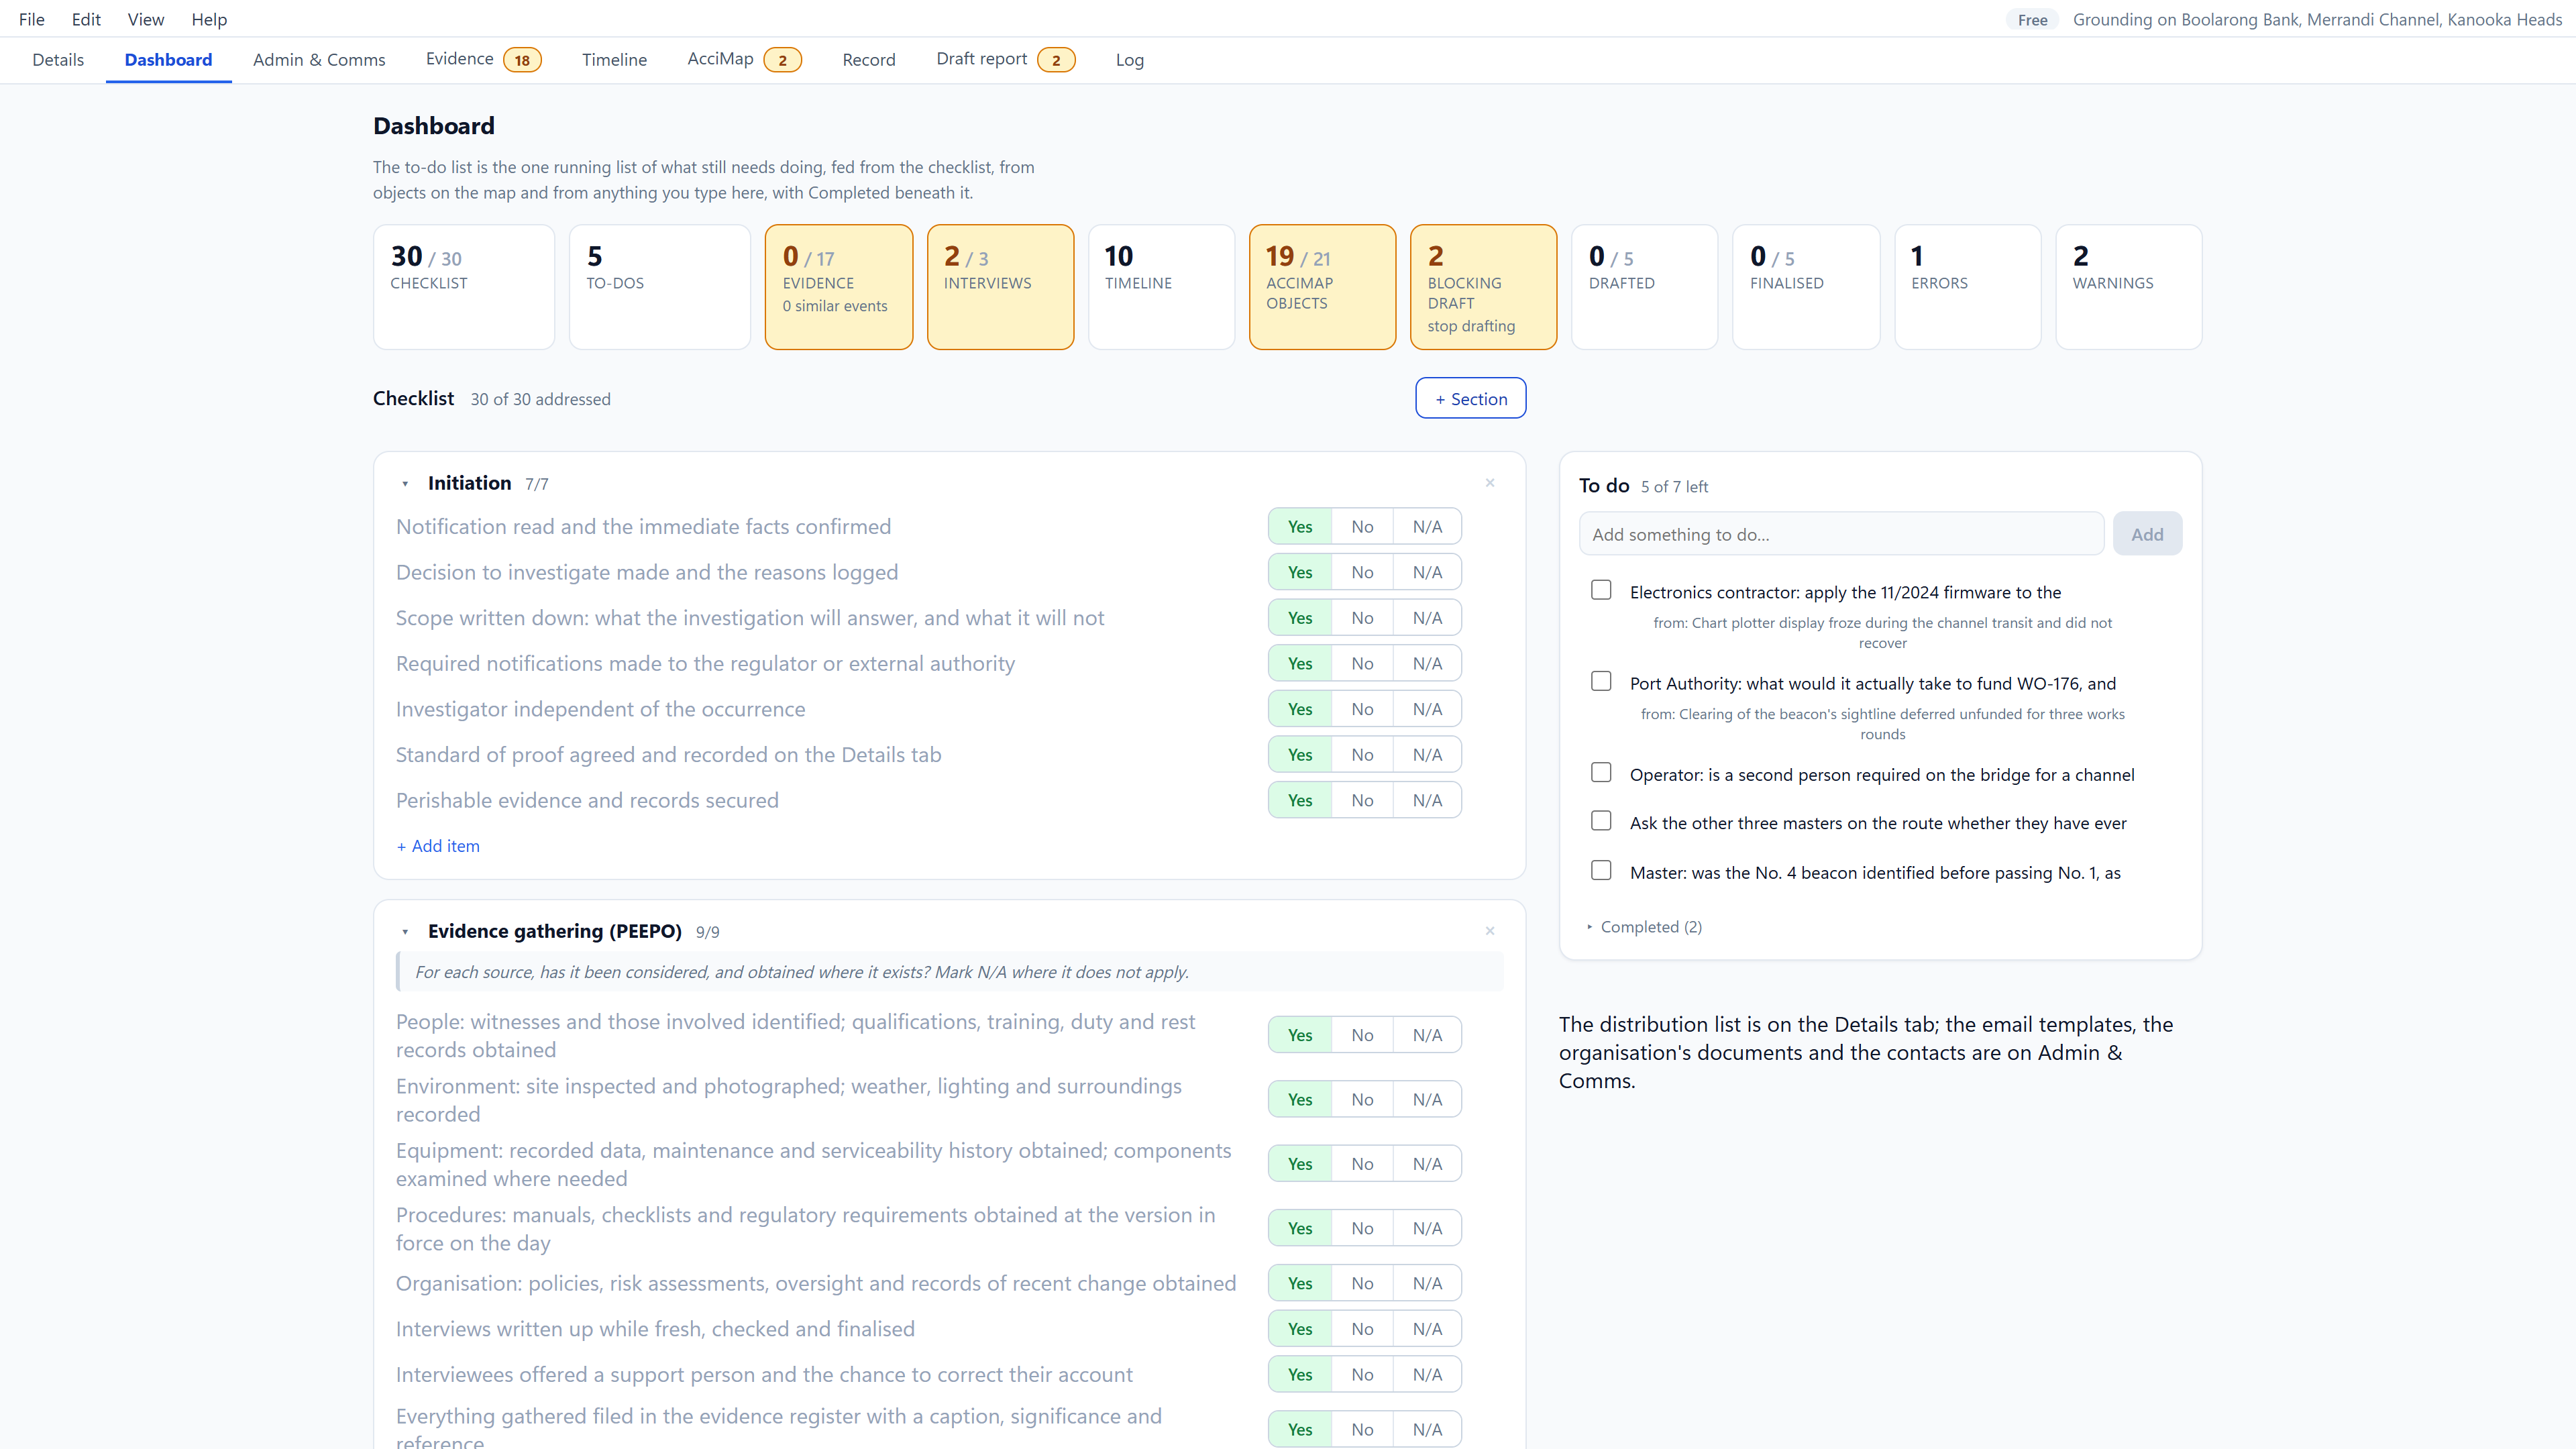 File Edit View Help
Free Grounding on Boolarong Bank, Merrandi Channel, Kanooka Heads
Details Dashboard Admin & Comms Evidence 18 Timeline AcciMap 2 Record Draft report 2 Log
Dashboard
The to-do list is the one running list of what still needs doing, fed from the checklist, from
objects on the map and from anything you type here, with Completed beneath it.
30 / 30
CHECKLIST
5
TO-DOS
0 / 17
EVIDENCE
0 similar events
2 / 3
INTERVIEWS
10
TIMELINE
19 / 21
ACCIMAP
OBJECTS
2
BLOCKING
DRAFT
stop drafting
0 / 5
DRAFTED
0 / 5
FINALISED
1
ERRORS
2
WARNINGS
Checklist 30 of 30 addressed
+ Section
Initiation 7/7 ×
Notification read and the immediate facts confirmed Yes No N/A
Decision to investigate made and the reasons logged Yes No N/A
Scope written down: what the investigation will answer, and what it will not Yes No N/A
Required notifications made to the regulator or external authority Yes No N/A
Investigator independent of the occurrence Yes No N/A
Standard of proof agreed and recorded on the Details tab Yes No N/A
Perishable evidence and records secured Yes No N/A
+ Add item
Evidence gathering (PEEPO) 9/9 ×
For each source, has it been considered, and obtained where it exists? Mark N/A where it does not apply.
People: witnesses and those involved identified; qualifications, training, duty and rest
records obtained
Yes No N/A
Environment: site inspected and photographed; weather, lighting and surroundings
recorded
Yes No N/A
Equipment: recorded data, maintenance and serviceability history obtained; components
examined where needed
Yes No N/A
Procedures: manuals, checklists and regulatory requirements obtained at the version in
force on the day
Yes No N/A
Organisation: policies, risk assessments, oversight and records of recent change obtained Yes No N/A
Interviews written up while fresh, checked and finalised Yes No N/A
Interviewees offered a support person and the chance to correct their account Yes No N/A
Everything gathered filed in the evidence register with a caption, significance and
reference
Yes No N/A
To do 5 of 7 left
Add something to do... Add
Electronics contractor: apply the 11/2024 firmware to the
from: Chart plotter display froze during the channel transit and did not
recover
Port Authority: what would it actually take to fund WO-176, and
from: Clearing of the beacon's sightline deferred unfunded for three works
rounds
Operator: is a second person required on the bridge for a channel
Ask the other three masters on the route whether they have ever
Master: was the No. 4 beacon identified before passing No. 1, as
Completed (2)
The distribution list is on the Details tab; the email templates, the
organisation's documents and the contacts are on Admin &
Comms.